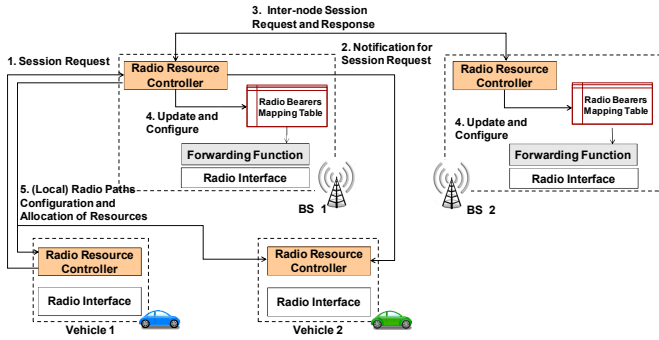 3. Inter-node Session
Request and Response
1. Session Request
2. Notification for
Session Request
Radio Resource
Controller
Radio Bearers
Mapping Table
4. Update and
Configure
Forwarding Function
Radio Interface
BS 1
Radio Resource
Controller
Radio Bearers
Mapping Table
4. Update and
Configure
Forwarding Function
Radio Interface
BS 2
5. (Local) Radio Paths
Configuration and
Allocation of Resources
Radio Resource
Controller
Radio Interface
Vehicle 1
Radio Resource
Controller
Radio Interface
Vehicle 2